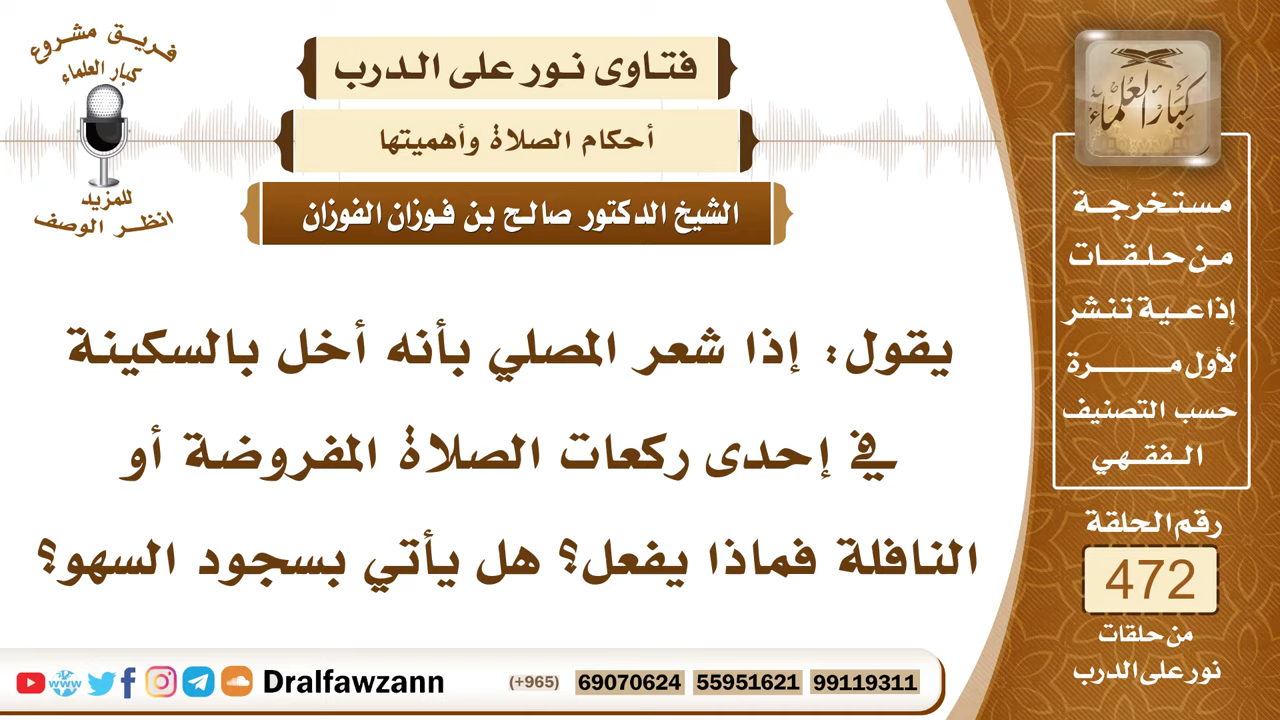 فريق مشروع
كبار العلماء
للمزيد
انظر الوصف
فتاوى نور على الدرب
أحكام الصلاة وأهميتها
الشيخ الدكتور صالح بن فوزان الفوزان
يقول: إذا شعر المصلي بأنه أخل بالسكينة
في إحدى ركعات الصلاة المفروضة أو
النافلة فماذا يفعل؟ هل يأتي بسجود السهو؟
كبار العلماء
مستخرجة
من حلقات
إذاعية تنشر
لأول مرة
حسب التصنيف
الفقهي
رقم الحلقة
472
من حلقات
نور على الدرب
www Dralfawzann (+965) 69070624 55951621 99119311